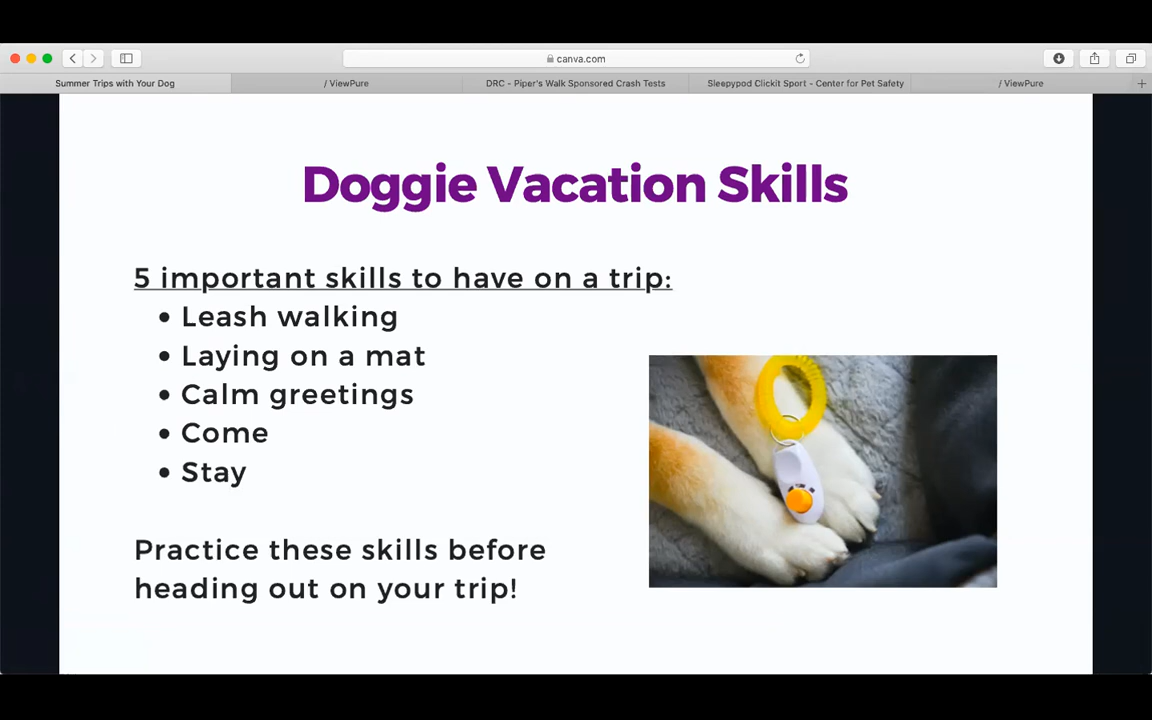 canva.com
Summer Trips with Your Dog
/ ViewPure
DRC - Piper's Walk Sponsored Crash Tests
Sleepypod Clickit Sport - Center for Pet Safety
/ ViewPure
Doggie Vacation Skills
5 important skills to have on a trip:
• Leash walking
• Laying on a mat
• Calm greetings
• Come
• Stay
Practice these skills before
heading out on your trip!